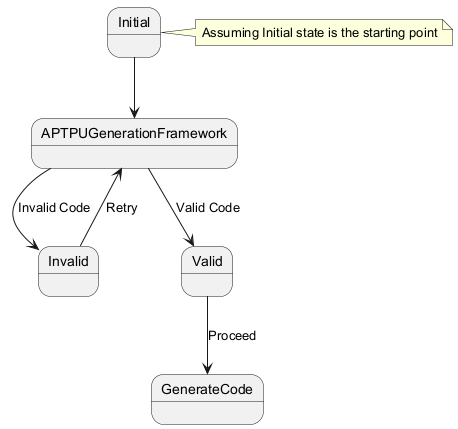 Initial
Assuming Initial state is the starting point
APTPUGenerationFramework
Invalid Code
Retry
Valid Code
Invalid
Valid
Proceed
GenerateCode